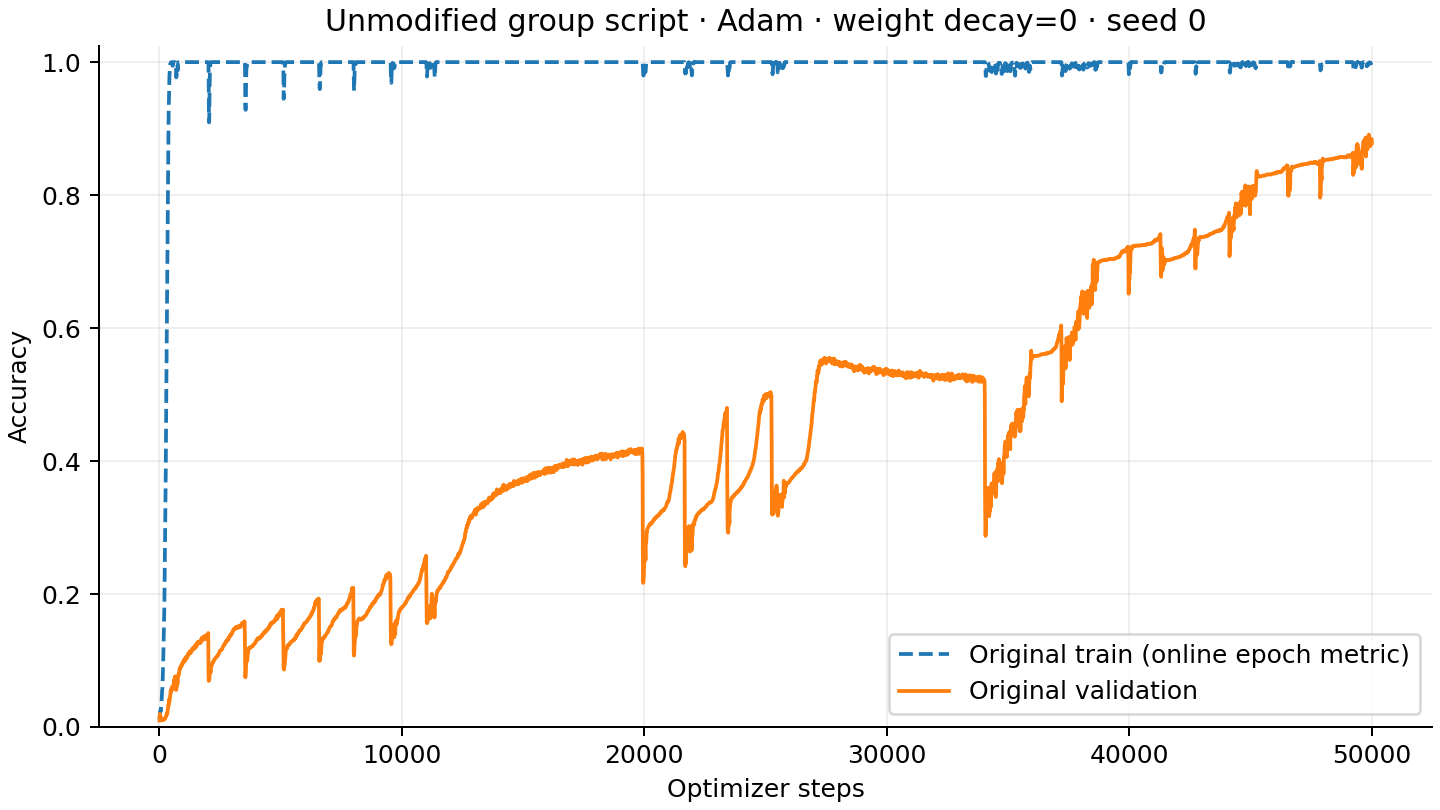 Unmodified group script · Adam · weight decay=0 · seed 0
1.0
0.8
0.6
0.4
0.2
0.0
Accuracy
Original train (online epoch metric)
Original validation
0 10000 20000 30000 40000 50000
Optimizer steps